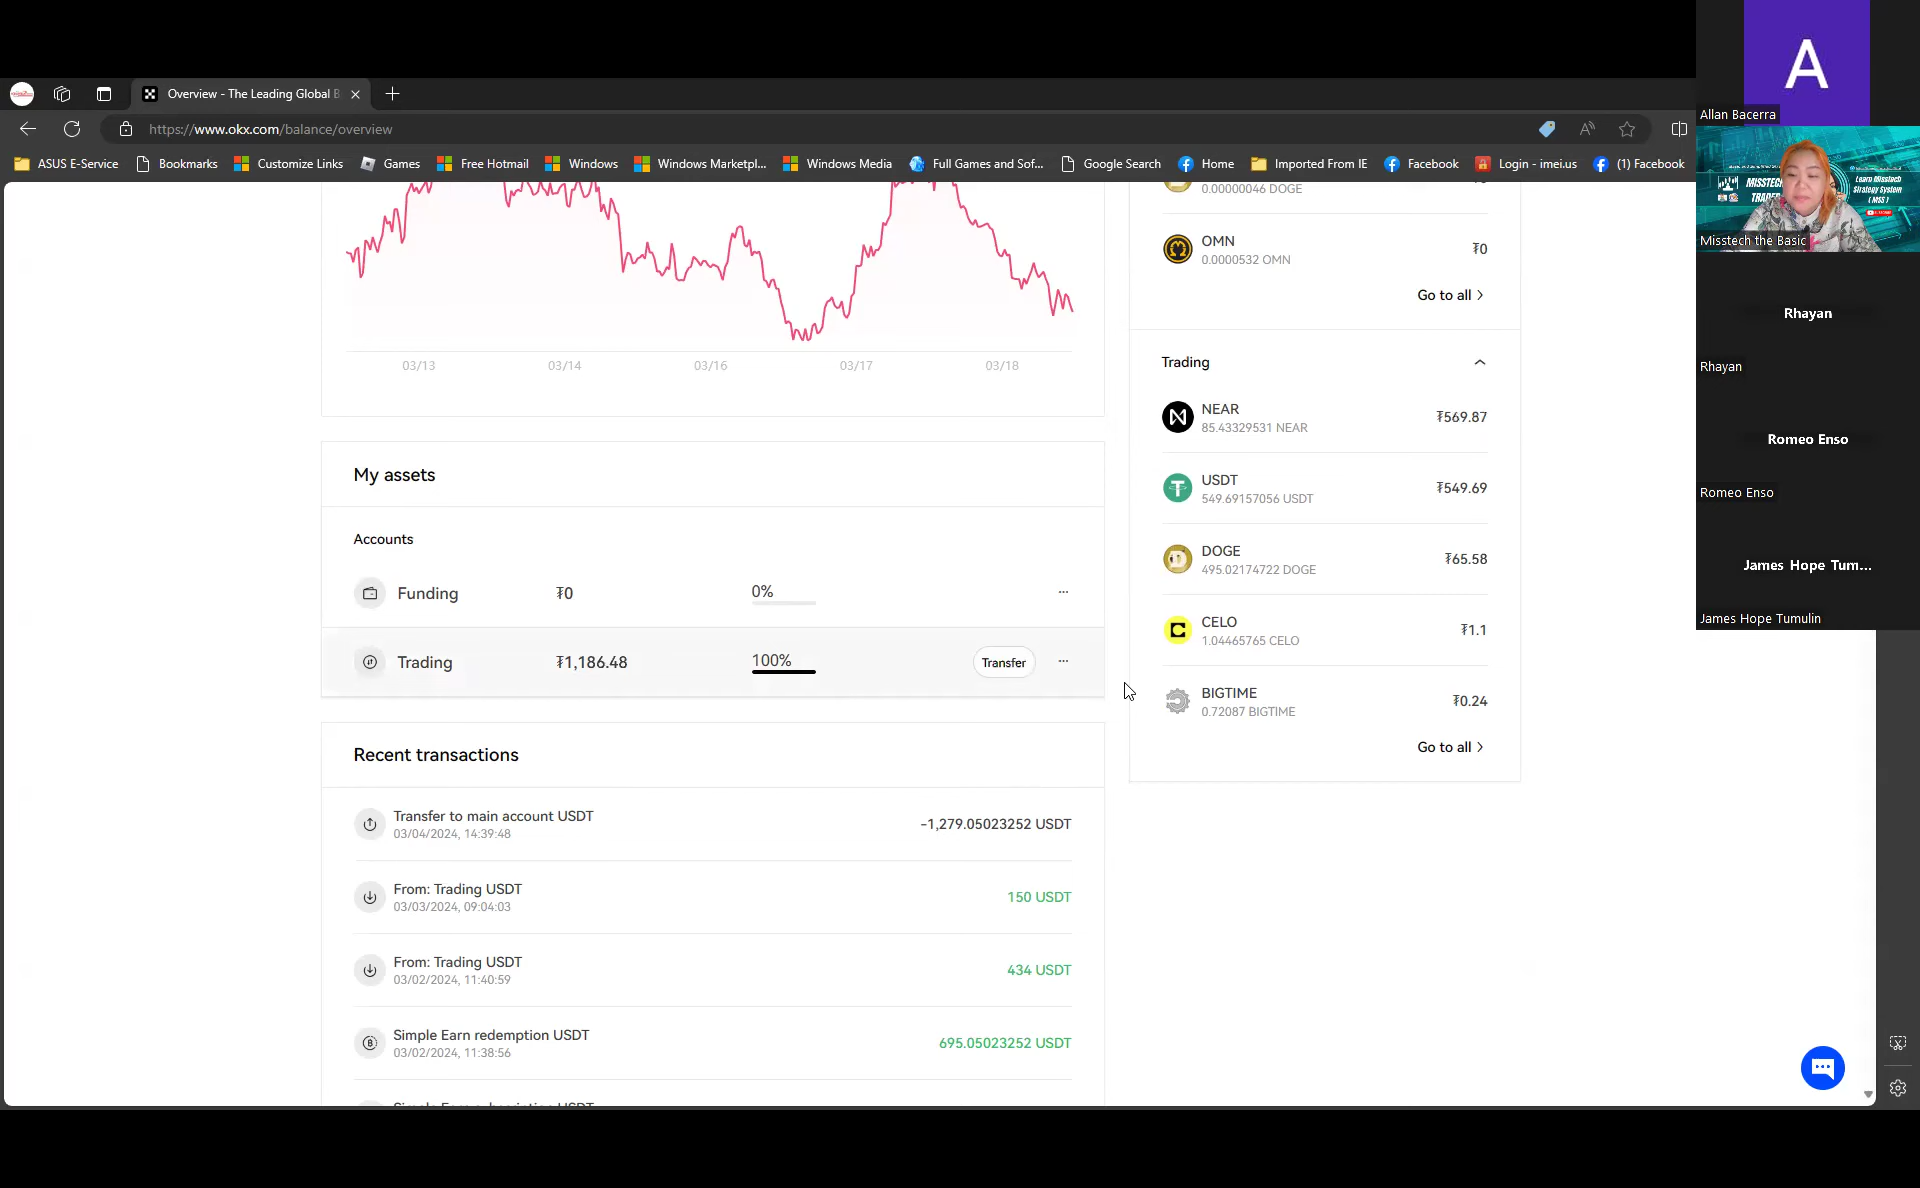 Overview - The Leading Global B
https://www.okx.com/balance/overview
ASUS E-Service
Bookmarks
Customize Links
Games
Free Hotmail
Windows
Windows Marketpl...
Windows Media
Full Games and Sof...
Google Search
Home
Imported From IE
Facebook
Login - imei.us
(1) Facebook
03/13
03/14
03/16
03/17
03/18
My assets
Accounts
Funding
₮0
0%
Trading
₮1,186.48
100%
Transfer
Recent transactions
Transfer to main account USDT
03/04/2024, 14:39:48
-1,279.05023252 USDT
From: Trading USDT
03/03/2024, 09:04:03
150 USDT
From: Trading USDT
03/02/2024, 11:40:59
434 USDT
Simple Earn redemption USDT
03/02/2024, 11:38:56
695.05023252 USDT
0.00000046 DOGE
OMN
0.0000532 OMN
₮0
Go to all >
Trading
NEAR
85.43329531 NEAR
₮569.87
USDT
549.69157056 USDT
₮549.69
DOGE
495.02174722 DOGE
₮65.58
CELO
1.04465765 CELO
₮1.1
BIGTIME
0.72087 BIGTIME
₮0.24
Go to all >
A
Allan Bacerra
Learn Misstech
Strategy System
( MSS )
Misstech the Basic
Rhayan
Rhayan
Romeo Enso
Romeo Enso
James Hope Tum...
James Hope Tumulin